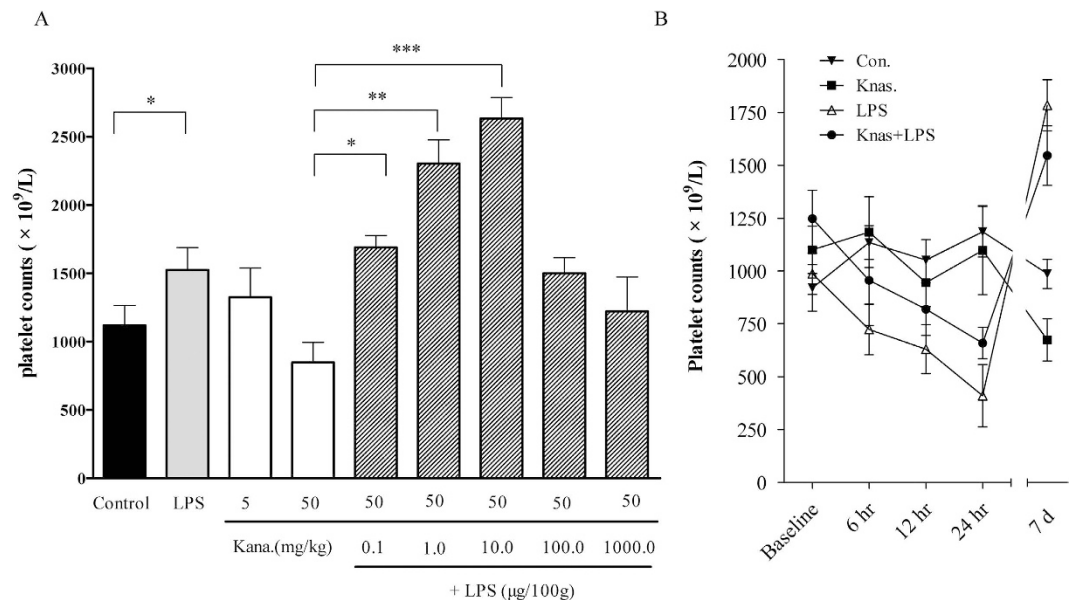 A
platelet counts ( × 10⁹/L)
3000
2500
2000
1500
1000
500
0
*
***
**
*
Control LPS 5 50 50 50 50 50 50
Kana.(mg/kg) 0.1 1.0 10.0 100.0 1000.0
+ LPS (μg/100g)
B
Platelet counts ( × 10⁹/L)
2000
1750
1500
1250
1000
750
500
250
0
Con.
Knas.
LPS
Knas+LPS
Baseline 6 hr 12 hr 24 hr 7 d